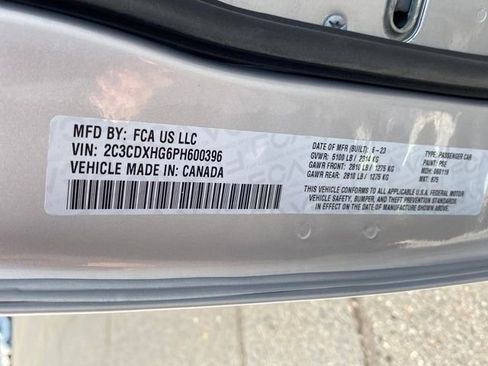 MFD BY: FCA US LLC
VIN: 2C3CDXHG6PH600396
VEHICLE MADE IN: CANADA
DATE OF MFR (BUILT): 6-23
GVWR: 5100 LB / 2314 KG
GAWR FRONT: 2810 LB / 1275 KG
GAWR REAR: 2810 LB / 1275 KG
TYPE: PASSENGER CAR
PAINT: PSE
MDH: 060119
THIS VEHICLE CONFORMS TO ALL APPLICABLE U.S.A. FEDERAL MOTOR
VEHICLE SAFETY, BUMPER, AND THEFT PREVENTION STANDARDS
IN EFFECT ON THE DATE OF MANUFACTURE SHOWN ABOVE.